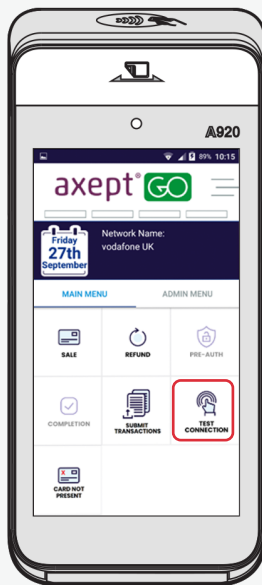 A920
89% 10:15
axept® GO
Friday
27th
September
Network Name:
vodafone UK
MAIN MENU
ADMIN MENU
SALE
REFUND
PRE-AUTH
COMPLETION
SUBMIT
TRANSACTIONS
TEST
CONNECTION
CARD NOT
PRESENT